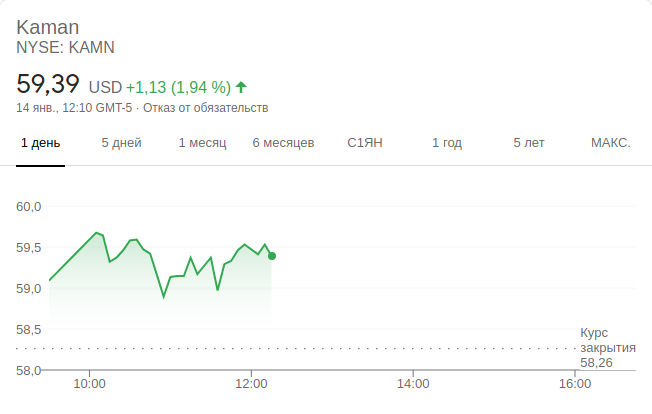 Kaman
NYSE: KAMN
59,39 USD +1,13 (1,94 %)
14 янв., 12:10 GMT-5 · Отказ от обязательств
1 день 5 дней 1 месяц 6 месяцев С1ЯН 1 год 5 лет МАКС.
60,0
59,5
59,0
58,5
Курс
закрытия
58,26
58,0
10:00 12:00 14:00 16:00